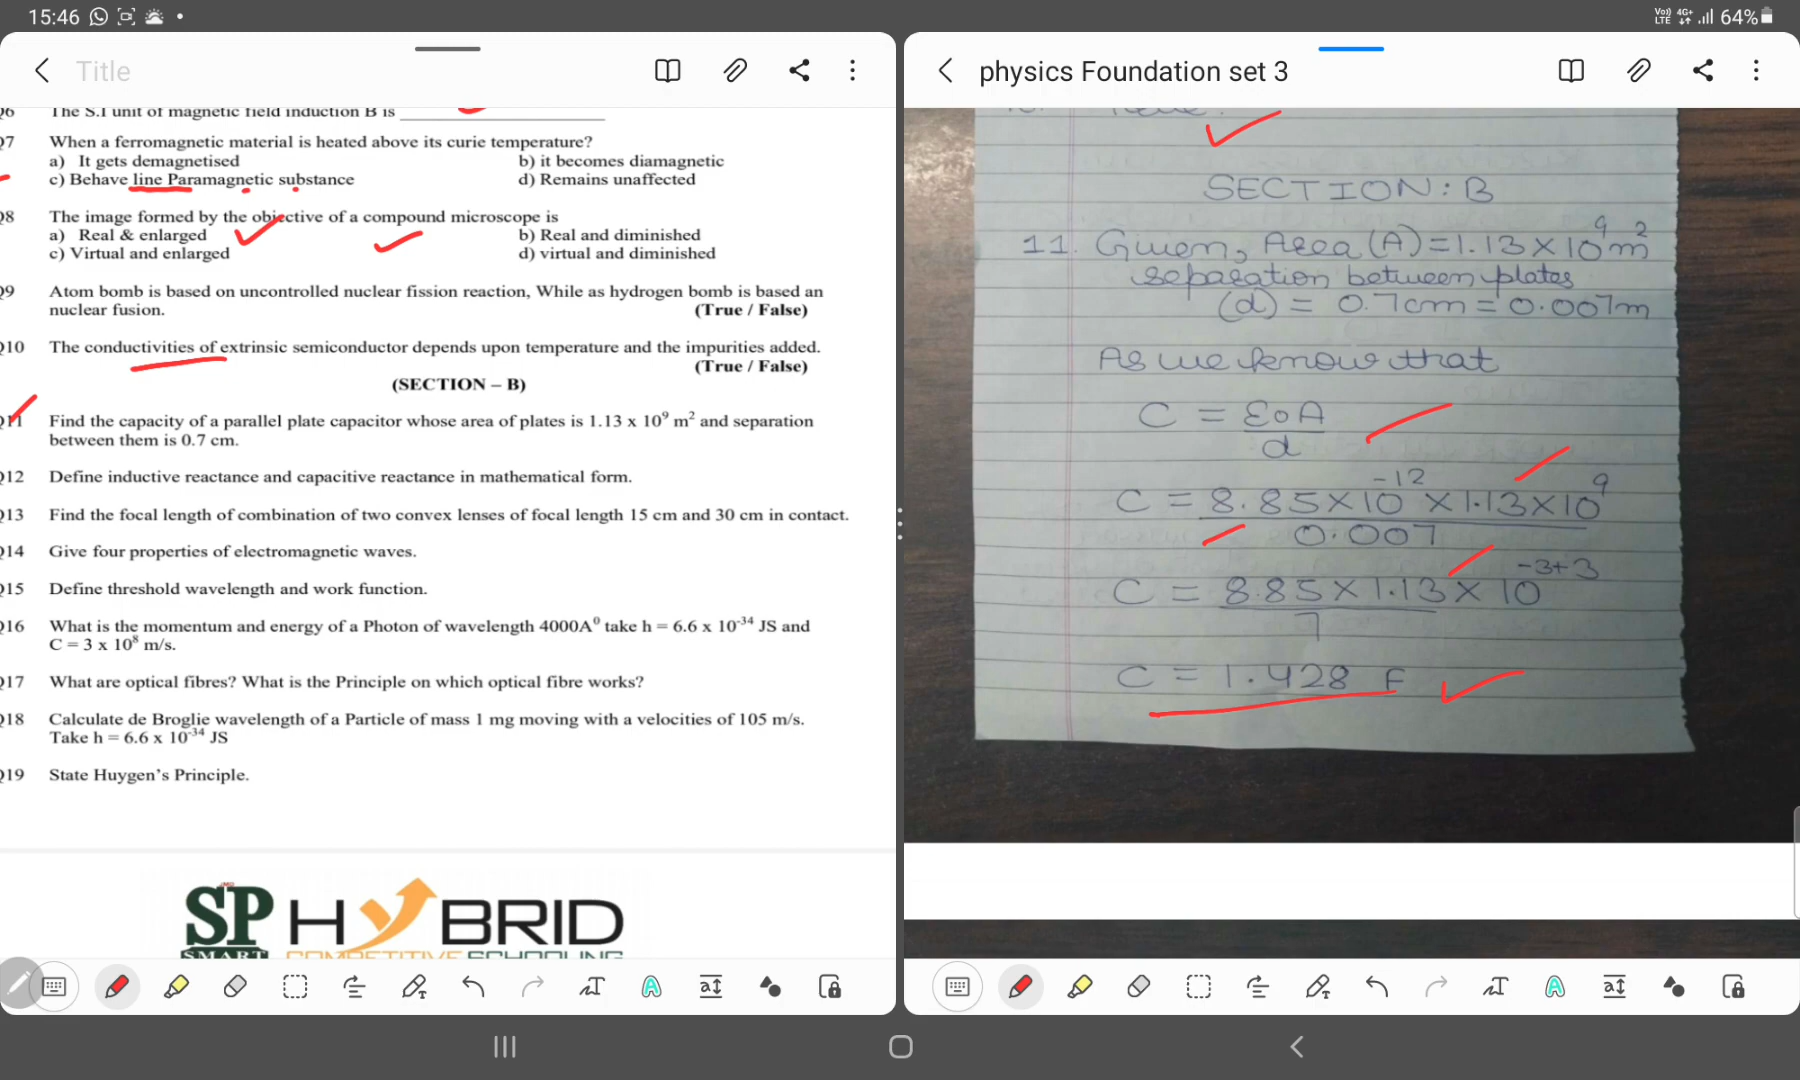 15:46
Vo)) LTE 4G+ 64%
Title
Q6 The S.I unit of magnetic field induction B is
Q7 When a ferromagnetic material is heated above its curie temperature?
a) It gets demagnetised b) it becomes diamagnetic
c) Behave line Paramagnetic substance d) Remains unaffected
Q8 The image formed by the objective of a compound microscope is
a) Real & enlarged b) Real and diminished
c) Virtual and enlarged d) virtual and diminished
Q9 Atom bomb is based on uncontrolled nuclear fission reaction, While as hydrogen bomb is based an
nuclear fusion. (True / False)
Q10 The conductivities of extrinsic semiconductor depends upon temperature and the impurities added.
(True / False)
(SECTION – B)
Q11 Find the capacity of a parallel plate capacitor whose area of plates is 1.13 x 10⁹ m² and separation
between them is 0.7 cm.
Q12 Define inductive reactance and capacitive reactance in mathematical form.
Q13 Find the focal length of combination of two convex lenses of focal length 15 cm and 30 cm in contact.
Q14 Give four properties of electromagnetic waves.
Q15 Define threshold wavelength and work function.
Q16 What is the momentum and energy of a Photon of wavelength 4000A⁰ take h = 6.6 x 10⁻³⁴ JS and
C = 3 x 10⁸ m/s.
Q17 What are optical fibres? What is the Principle on which optical fibre works?
Q18 Calculate de Broglie wavelength of a Particle of mass 1 mg moving with a velocities of 105 m/s.
Take h = 6.6 x 10⁻³⁴ JS
Q19 State Huygen's Principle.
SP HYBRID
SMART COMPETITIVE SCHOOLING
physics Foundation set 3
SECTION : B
11. Given, Area (A) = 1.13 × 10⁹ m²
separation between plates
(d) = 0.7cm = 0.007m
As we know that
C = ε₀A
d
C = 8.85 × 10⁻¹² × 1.13 × 10⁹
0.007
C = 8.85 × 1.13 × 10⁻³⁺³
7
C = 1.428 F